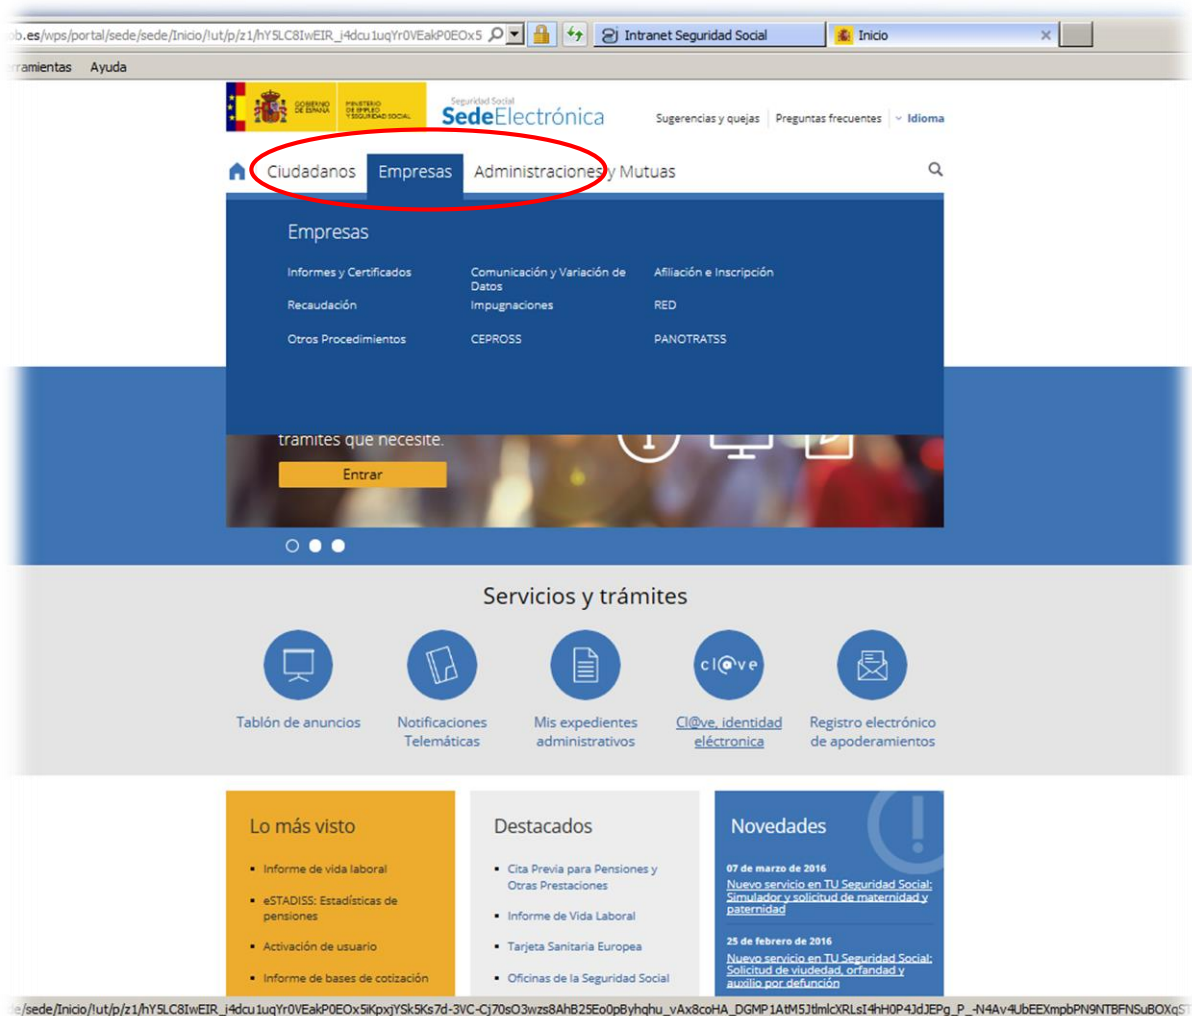 b.es/wps/portal/sede/sede/Inicio/!ut/p/z1/hY5LC8IwEIR_i4dcu1uqYr0VEakP0EOx5
Intranet Seguridad Social
Inicio
Ayuda
GOBIERNO DE ESPAÑA
MINISTERIO DE EMPLEO Y SEGURIDAD SOCIAL
Seguridad Social
SedeElectrónica
Sugerencias y quejas
Preguntas frecuentes
Idioma
Ciudadanos
Empresas
Administraciones y Mutuas
Empresas
Informes y Certificados
Comunicación y Variación de
Datos
Afiliación e Inscripción
Recaudación
Impugnaciones
RED
Otros Procedimientos
CEPROSS
PANOTRATSS
trámites que necesite.
Entrar
Servicios y trámites
cl@ve
Tablón de anuncios
Notificaciones
Telemáticas
Mis expedientes
administrativos
Cl@ve, identidad
eléctronica
Registro electrónico
de apoderamientos
Lo más visto
Informe de vida laboral
eSTADISS: Estadísticas de
pensiones
Activación de usuario
Informe de bases de cotización
Destacados
Cita Previa para Pensiones y
Otras Prestaciones
Informe de Vida Laboral
Tarjeta Sanitaria Europea
Oficinas de la Seguridad Social
Novedades
07 de marzo de 2016
Nuevo servicio en TU Seguridad Social:
Simulador y solicitud de maternidad y
paternidad
25 de febrero de 2016
Nuevo servicio en TU Seguridad Social:
Solicitud de viudedad, orfandad y
auxilio por defunción